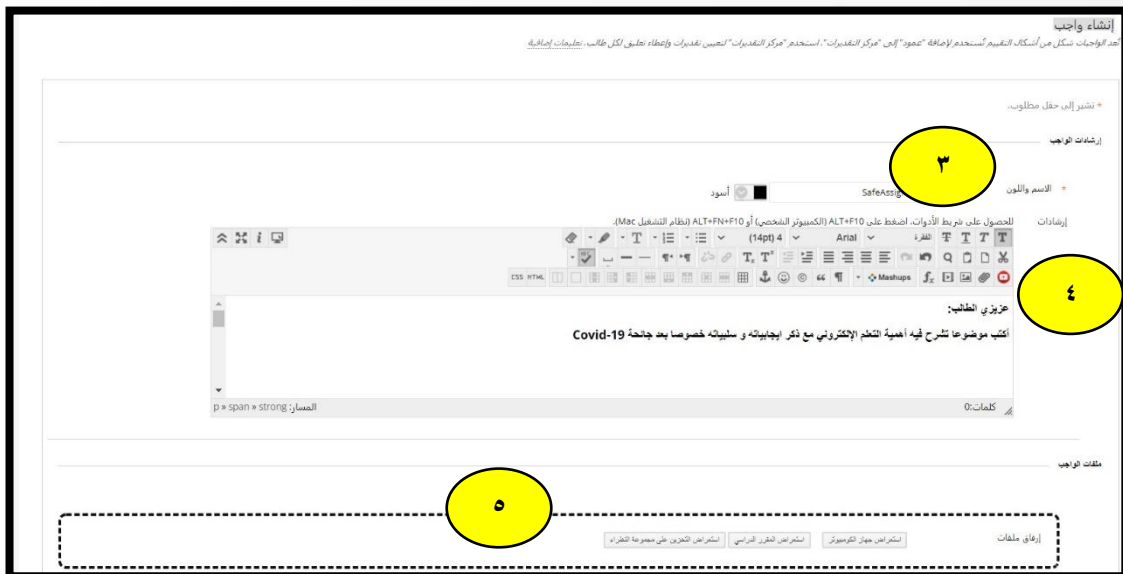 إنشاء واجب
تُعد الواجبات شكل من أشكال التقييم تُستخدم لإضافة "عمود" إلى "مركز التقديرات". استخدم "مركز التقديرات" لتعيين تقديرات وإعطاء تعليق لكل طالب. تعليمات إضافية
* تشير إلى حقل مطلوب.
إرشادات الواجب
٣
* الاسم واللون
SafeAssig
أسود
إرشادات
للحصول على شريط الأدوات، اضغط على ALT+F10 (الكمبيوتر الشخصي) أو ALT+FN+F10 (نظام التشغيل Mac).
T T T T الفقرة Arial 4 (14pt)
Mashups HTML CSS
٤
عزيزي الطالب:
أكتب موضوعا تشرح فيه أهمية التعلم الإلكتروني مع ذكر ايجابياته و سلبياته خصوصا بعد جائحة Covid-19
المسار: p » span » strong
كلمات:0
ملفات الواجب
٥
إرفاق ملفات
استعراض جهاز الكومبيوتر
استعراض المقرر الدراسي
استعراض التخزين على مجموعة النظراء